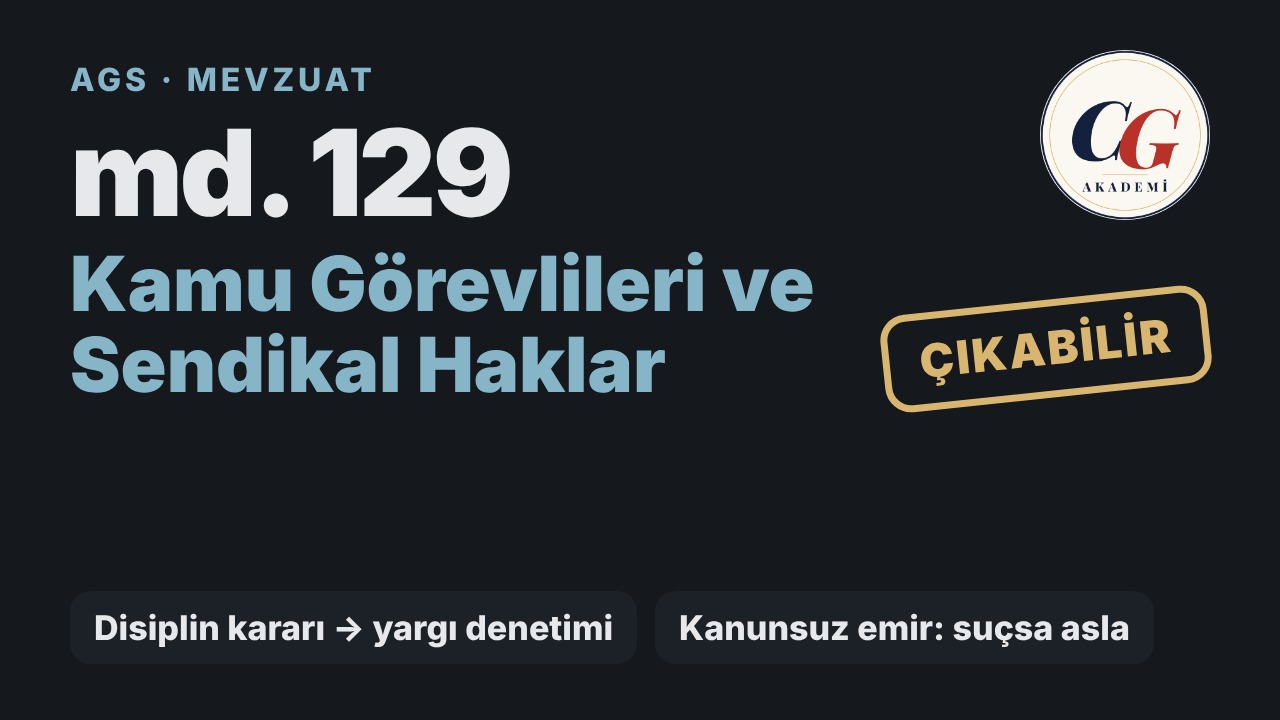 AGS · MEVZUAT
md. 129
Kamu Görevlileri ve
Sendikal Haklar
CG
AKADEMİ
ÇIKABİLİR
Disiplin kararı → yargı denetimi
Kanunsuz emir: suçsa asla